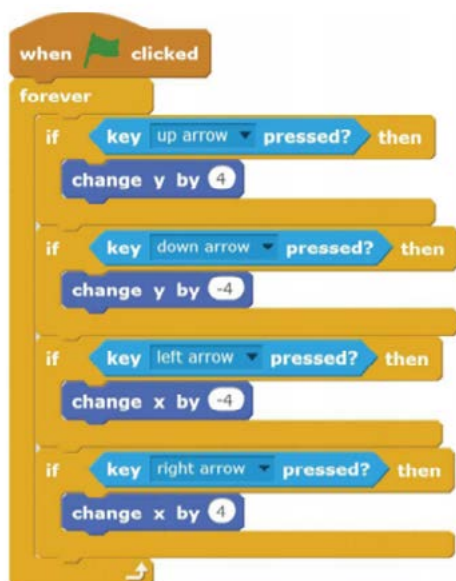 when clicked
forever
if key up arrow pressed? then
change y by 4
if key down arrow pressed? then
change y by -4
if key left arrow pressed? then
change x by -4
if key right arrow pressed? then
change x by 4